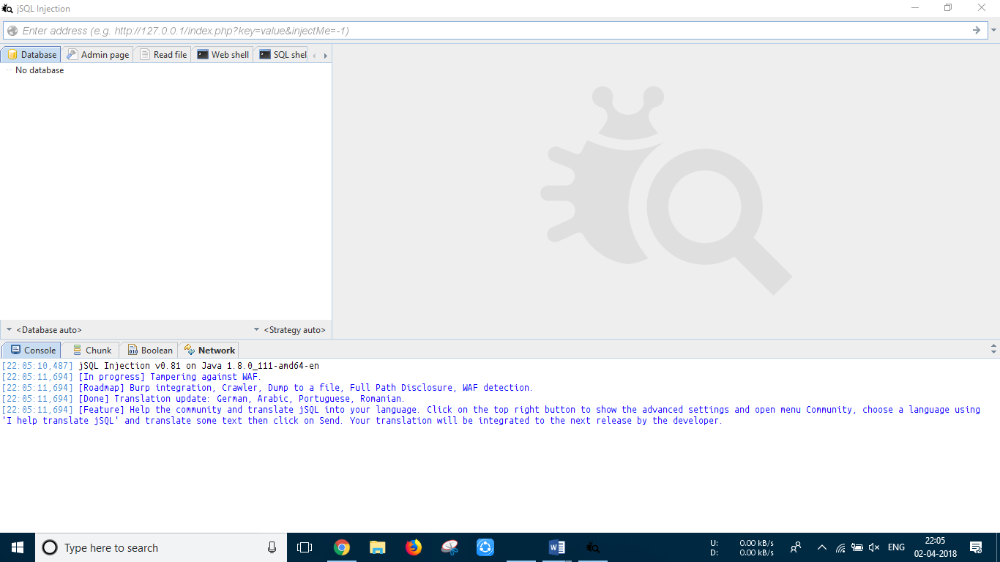 jSQL Injection
Enter address (e.g. http://127.0.0.1/index.php?key=value&injectMe=-1)
Database
Admin page
Read file
Web shell
SQL shel
No database
<Database auto>
<Strategy auto>
Console
Chunk
Boolean
Network
[22:05:10,487] jSQL Injection v0.81 on Java 1.8.0_111-amd64-en
[22:05:11,694] [In progress] Tampering against WAF.
[22:05:11,694] [Roadmap] Burp integration, Crawler, Dump to a file, Full Path Disclosure, WAF detection.
[22:05:11,694] [Done] Translation update: German, Arabic, Portuguese, Romanian.
[22:05:11,694] [Feature] Help the community and translate jSQL into your language. Click on the top right button to show the advanced settings and open menu Community, choose a language using
'I help translate jSQL' and translate some text then click on Send. Your translation will be integrated to the next release by the developer.
Type here to search
U: 0.00 kB/s
D: 0.00 kB/s
ENG
22:05
02-04-2018